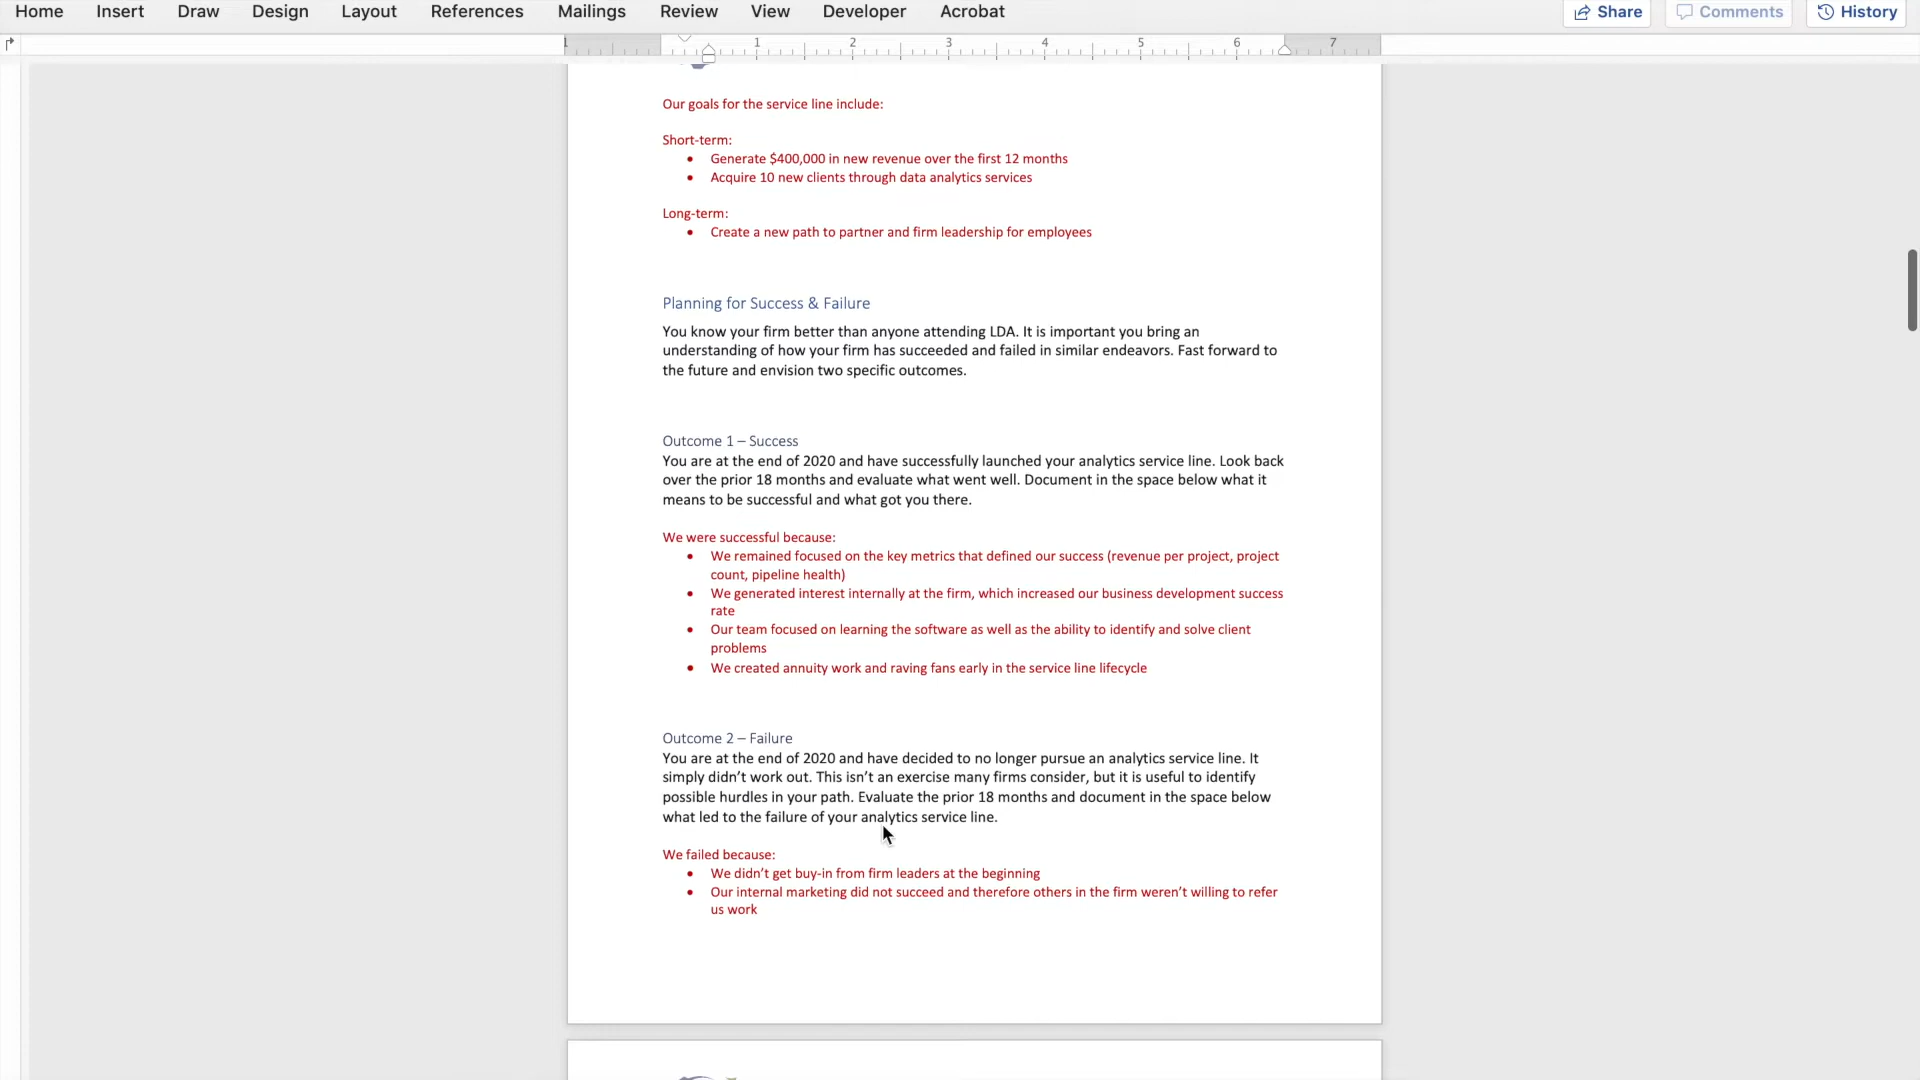 Home Insert Draw Design Layout References Mailings Review View Developer Acrobat Share Comments History
1 1 2 3 4 5 6 7
Our goals for the service line include:
Short-term:
• Generate $400,000 in new revenue over the first 12 months
• Acquire 10 new clients through data analytics services
Long-term:
• Create a new path to partner and firm leadership for employees
Planning for Success & Failure
You know your firm better than anyone attending LDA. It is important you bring an
understanding of how your firm has succeeded and failed in similar endeavors. Fast forward to
the future and envision two specific outcomes.
Outcome 1 – Success
You are at the end of 2020 and have successfully launched your analytics service line. Look back
over the prior 18 months and evaluate what went well. Document in the space below what it
means to be successful and what got you there.
We were successful because:
• We remained focused on the key metrics that defined our success (revenue per project, project
count, pipeline health)
• We generated interest internally at the firm, which increased our business development success
rate
• Our team focused on learning the software as well as the ability to identify and solve client
problems
• We created annuity work and raving fans early in the service line lifecycle
Outcome 2 – Failure
You are at the end of 2020 and have decided to no longer pursue an analytics service line. It
simply didn’t work out. This isn’t an exercise many firms consider, but it is useful to identify
possible hurdles in your path. Evaluate the prior 18 months and document in the space below
what led to the failure of your analytics service line.
We failed because:
• We didn’t get buy-in from firm leaders at the beginning
• Our internal marketing did not succeed and therefore others in the firm weren’t willing to refer
us work